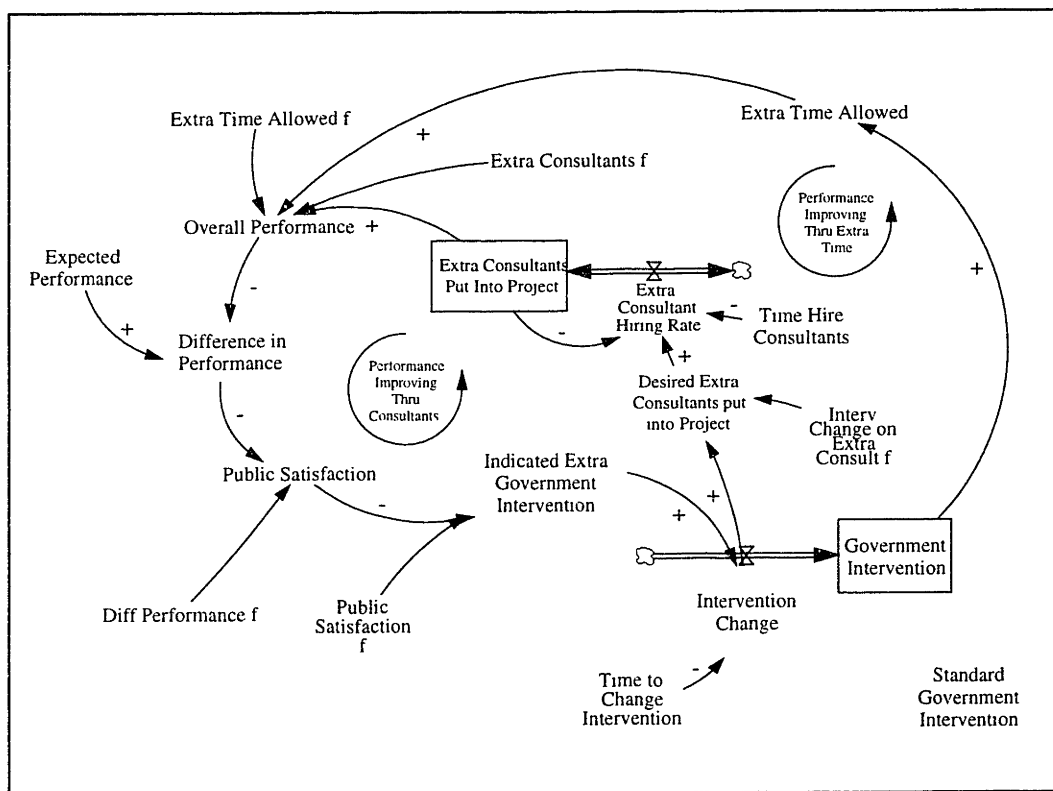 Extra Time Allowed f
Extra Time Allowed
+
Extra Consultants f
Performance
Improving
Thru Extra
Time
Overall Performance
+
Expected
Performance
Extra Consultants
Put Into Project
+
-
Extra
Consultant
Hiring Rate
-
Time Hire
Consultants
+
-
Difference in
Performance
+
Performance
Improving
Thru
Consultants
Desired Extra
Consultants put
into Project
-
Interv
Change on
Extra
Consult f
Public Satisfaction
Indicated Extra
Government
Intervention
-
+
+
Government
Intervention
Diff Performance f
Public
Satisfaction
f
Intervention
Change
-
Time to
Change
Intervention
Standard
Government
Intervention